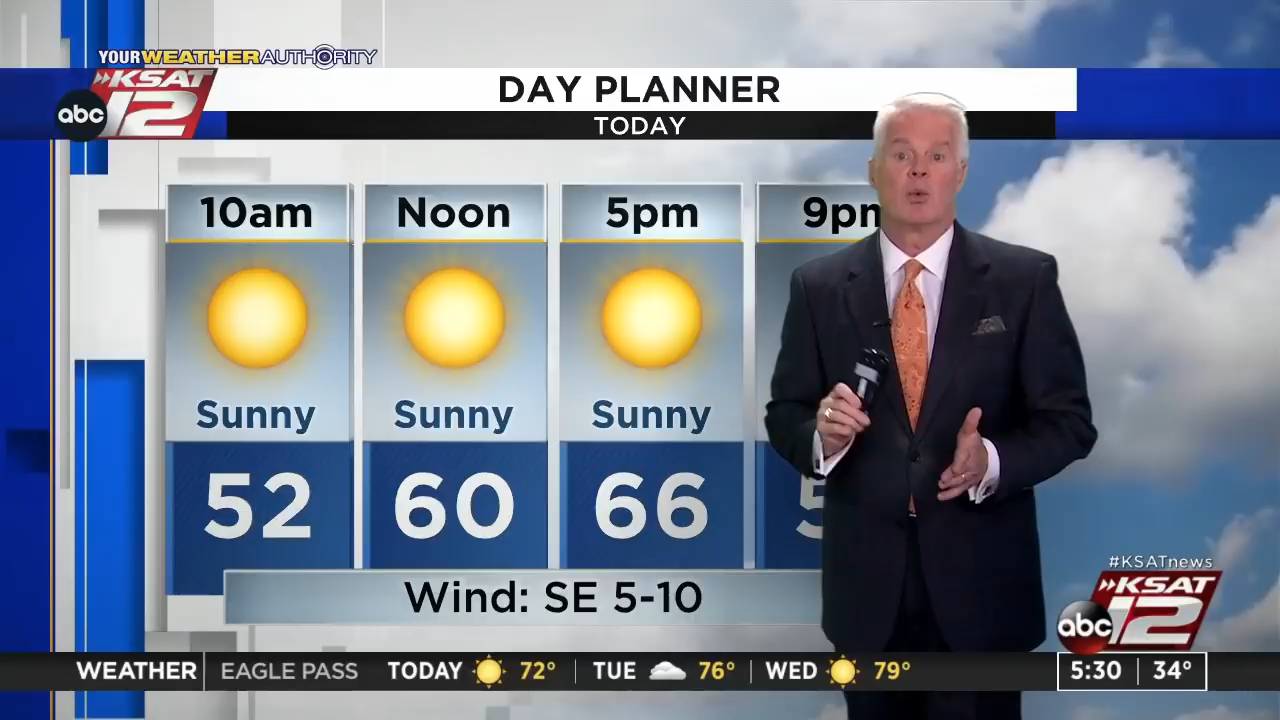 YOUR WEATHER AUTHORITY
KSAT
abc 12
DAY PLANNER
TODAY
10am Noon 5pm
Sunny Sunny Sunny
52 60 66
Wind: SE 5-10
#KSATnews
KSAT
abc 12
WEATHER EAGLE PASS TODAY 72° TUE 76° WED 79° 5:30 34°